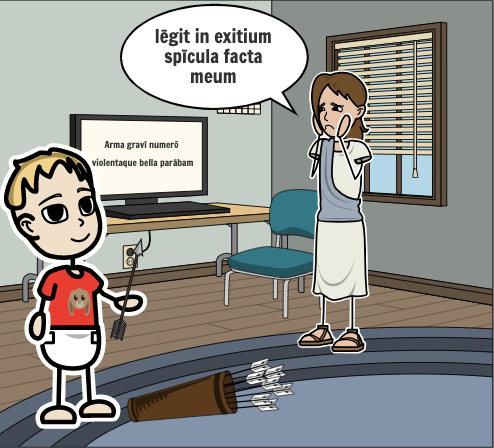 lēgit in exitium
spīcula facta
meum
Arma gravī numerō
violentaque bella parābam